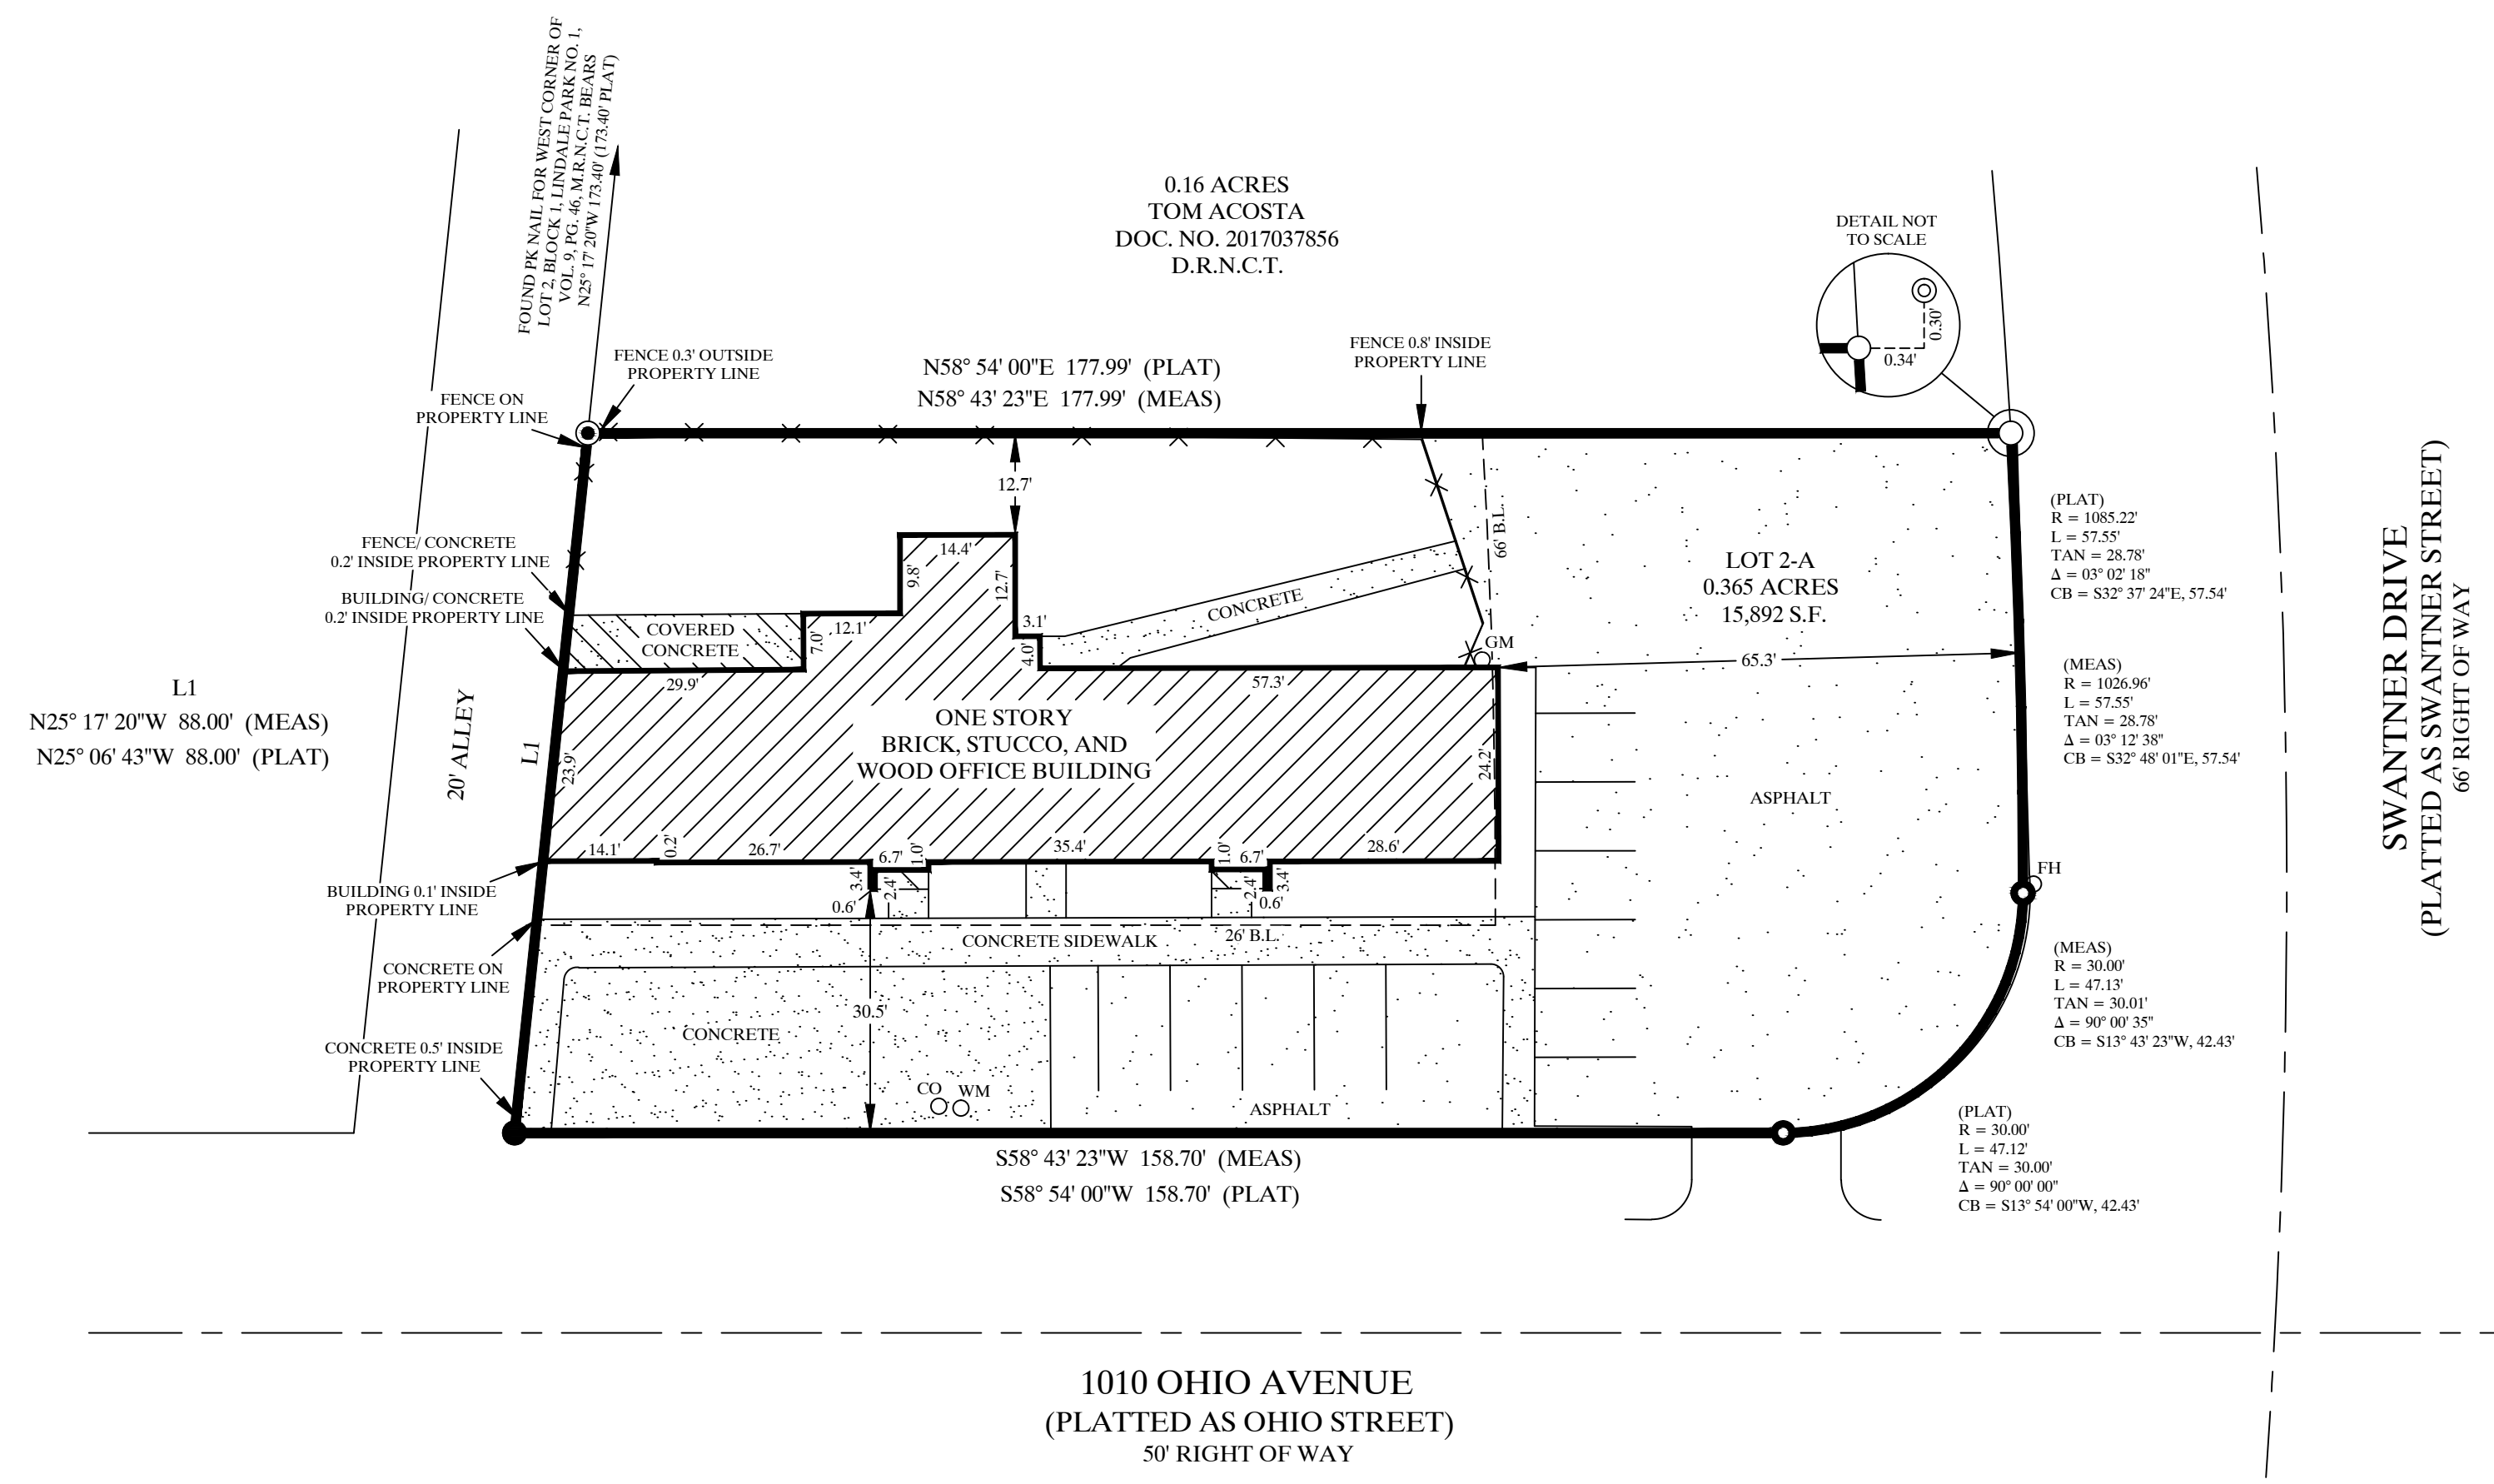 FOUND PK NAIL FOR WEST CORNER OF
LOT 2, BLOCK 1, LINDALE PARK NO. 1,
VOL. 9, PG. 46, M.R.N.C.T. BEARS
N25° 17' 20"W 173.40' (173.40' PLAT)
0.16 ACRES
TOM ACOSTA
DOC. NO. 2017037856
D.R.N.C.T.
DETAIL NOT
TO SCALE
0.30'
0.34'
FENCE 0.3' OUTSIDE
PROPERTY LINE
FENCE ON
PROPERTY LINE
N58° 54' 00"E 177.99' (PLAT)
N58° 43' 23"E 177.99' (MEAS)
FENCE 0.8' INSIDE
PROPERTY LINE
12.7'
66' B.L.
FENCE/ CONCRETE
0.2' INSIDE PROPERTY LINE
BUILDING/ CONCRETE
0.2' INSIDE PROPERTY LINE
14.4'
9.8'
12.7'
3.1'
4.0'
12.1'
7.0'
COVERED
CONCRETE
29.9'
CONCRETE
GM
57.3'
LOT 2-A
0.365 ACRES
15,892 S.F.
65.3'
(PLAT)
R = 1085.22'
L = 57.55'
TAN = 28.78'
Δ = 03° 02' 18"
CB = S32° 37' 24"E, 57.54'
(MEAS)
R = 1026.96'
L = 57.55'
TAN = 28.78'
Δ = 03° 12' 38"
CB = S32° 48' 01"E, 57.54'
SWANTNER DRIVE
(PLATTED AS SWANTNER STREET)
66' RIGHT OF WAY
L1
N25° 17' 20"W 88.00' (MEAS)
N25° 06' 43"W 88.00' (PLAT)
20' ALLEY
L1
23.9'
ONE STORY
BRICK, STUCCO, AND
WOOD OFFICE BUILDING
24.2'
ASPHALT
14.1'
0.2'
26.7'
6.7'
1.0'
35.4'
1.0'
6.7'
28.6'
3.4'
2.4'
0.6'
2.4'
3.4'
0.6'
FH
BUILDING 0.1' INSIDE
PROPERTY LINE
CONCRETE SIDEWALK
26' B.L.
CONCRETE ON
PROPERTY LINE
30.5'
CONCRETE
CONCRETE 0.5' INSIDE
PROPERTY LINE
CO
WM
ASPHALT
(MEAS)
R = 30.00'
L = 47.13'
TAN = 30.01'
Δ = 90° 00' 35"
CB = S13° 43' 23"W, 42.43'
(PLAT)
R = 30.00'
L = 47.12'
TAN = 30.00'
Δ = 90° 00' 00"
CB = S13° 54' 00"W, 42.43'
S58° 43' 23"W 158.70' (MEAS)
S58° 54' 00"W 158.70' (PLAT)
1010 OHIO AVENUE
(PLATTED AS OHIO STREET)
50' RIGHT OF WAY